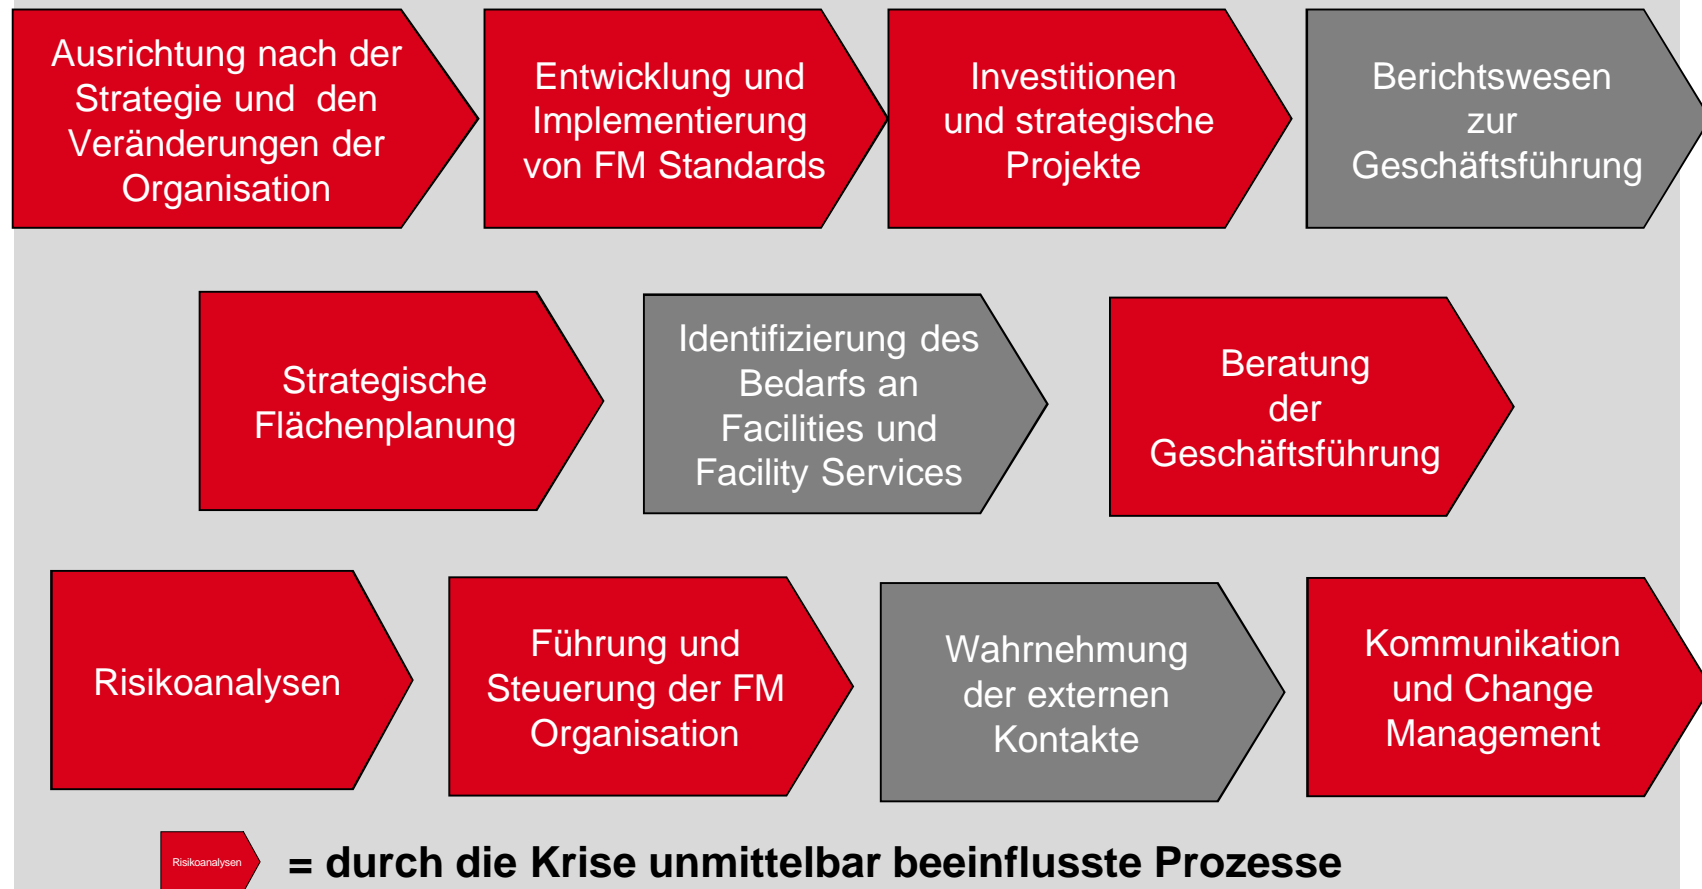 Ausrichtung nach der
Strategie und den
Veränderungen der
Organisation
Entwicklung und
Implementierung
von FM Standards
Investitionen
und strategische
Projekte
Berichtswesen
zur
Geschäftsführung
Strategische
Flächenplanung
Identifizierung des
Bedarfs an
Facilities und
Facility Services
Beratung
der
Geschäftsführung
Risikoanalysen
Führung und
Steuerung der FM
Organisation
Wahrnehmung
der externen
Kontakte
Kommunikation
und Change
Management
Risikoanalysen
= durch die Krise unmittelbar beeinflusste Prozesse